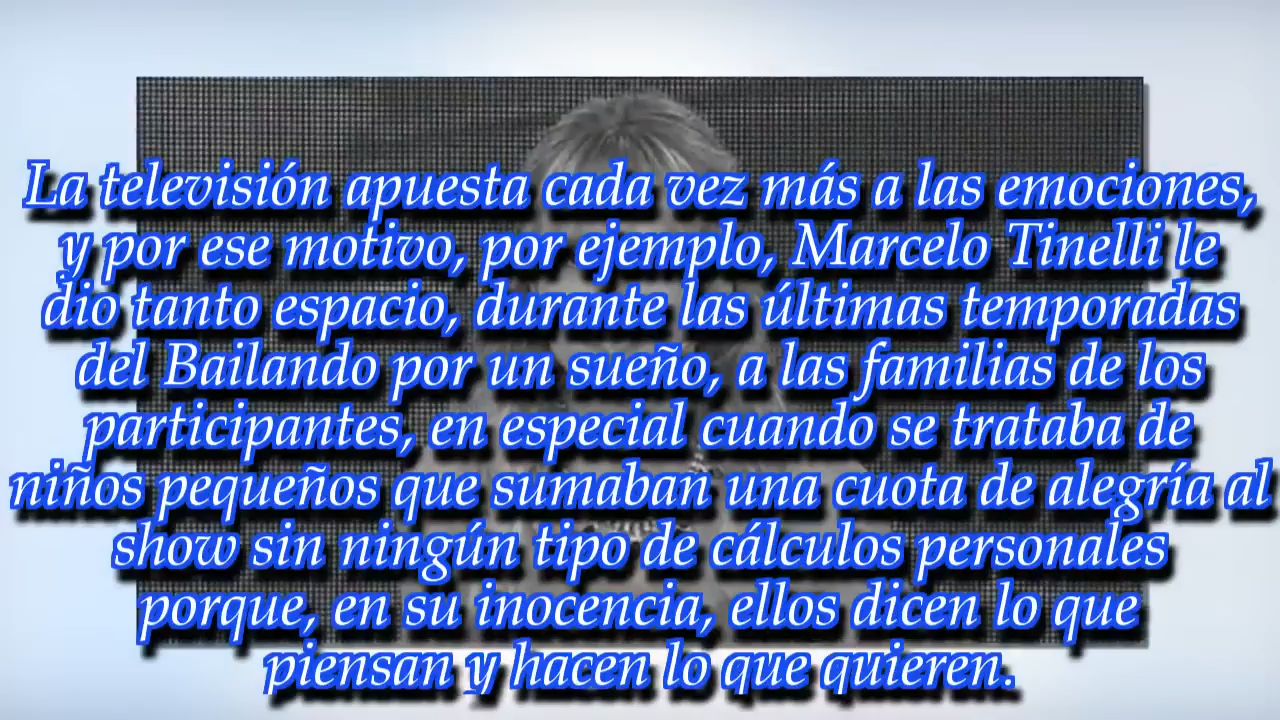 La televisión apuesta cada vez más a las emociones,
y por ese motivo, por ejemplo, Marcelo Tinelli le
dio tanto espacio, durante las últimas temporadas
del Bailando por un sueño, a las familias de los
participantes, en especial cuando se trataba de
niños pequeños que sumaban una cuota de alegría al
show sin ningún tipo de cálculos personales
porque, en su inocencia, ellos dicen lo que
piensan y hacen lo que quieren.